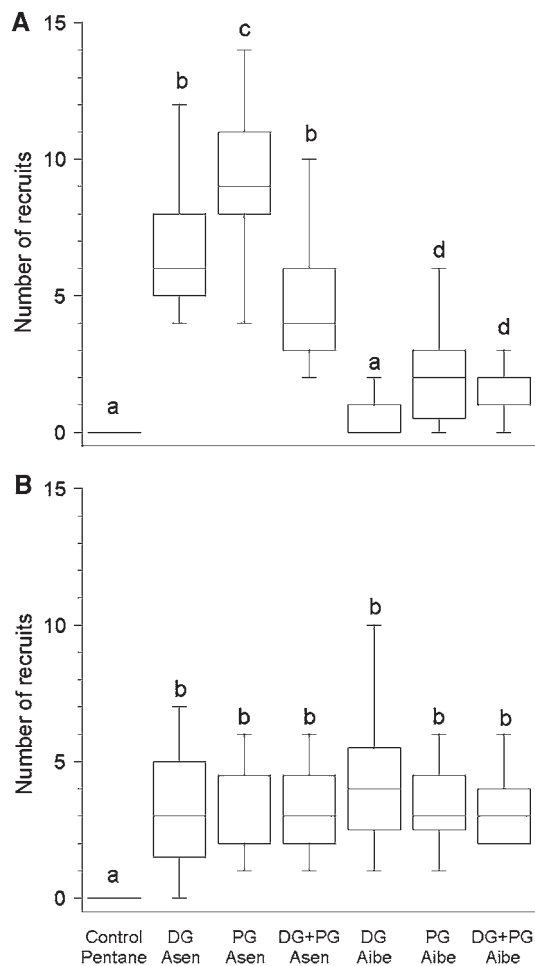 A
15
10
5
0
Number of recruits
a
b
c
b
a
d
d
B
15
10
5
0
Number of recruits
a
b
b
b
b
b
b
Control DG PG DG+PG DG PG DG+PG
Pentane Asen Asen Asen Aibe Aibe Aibe